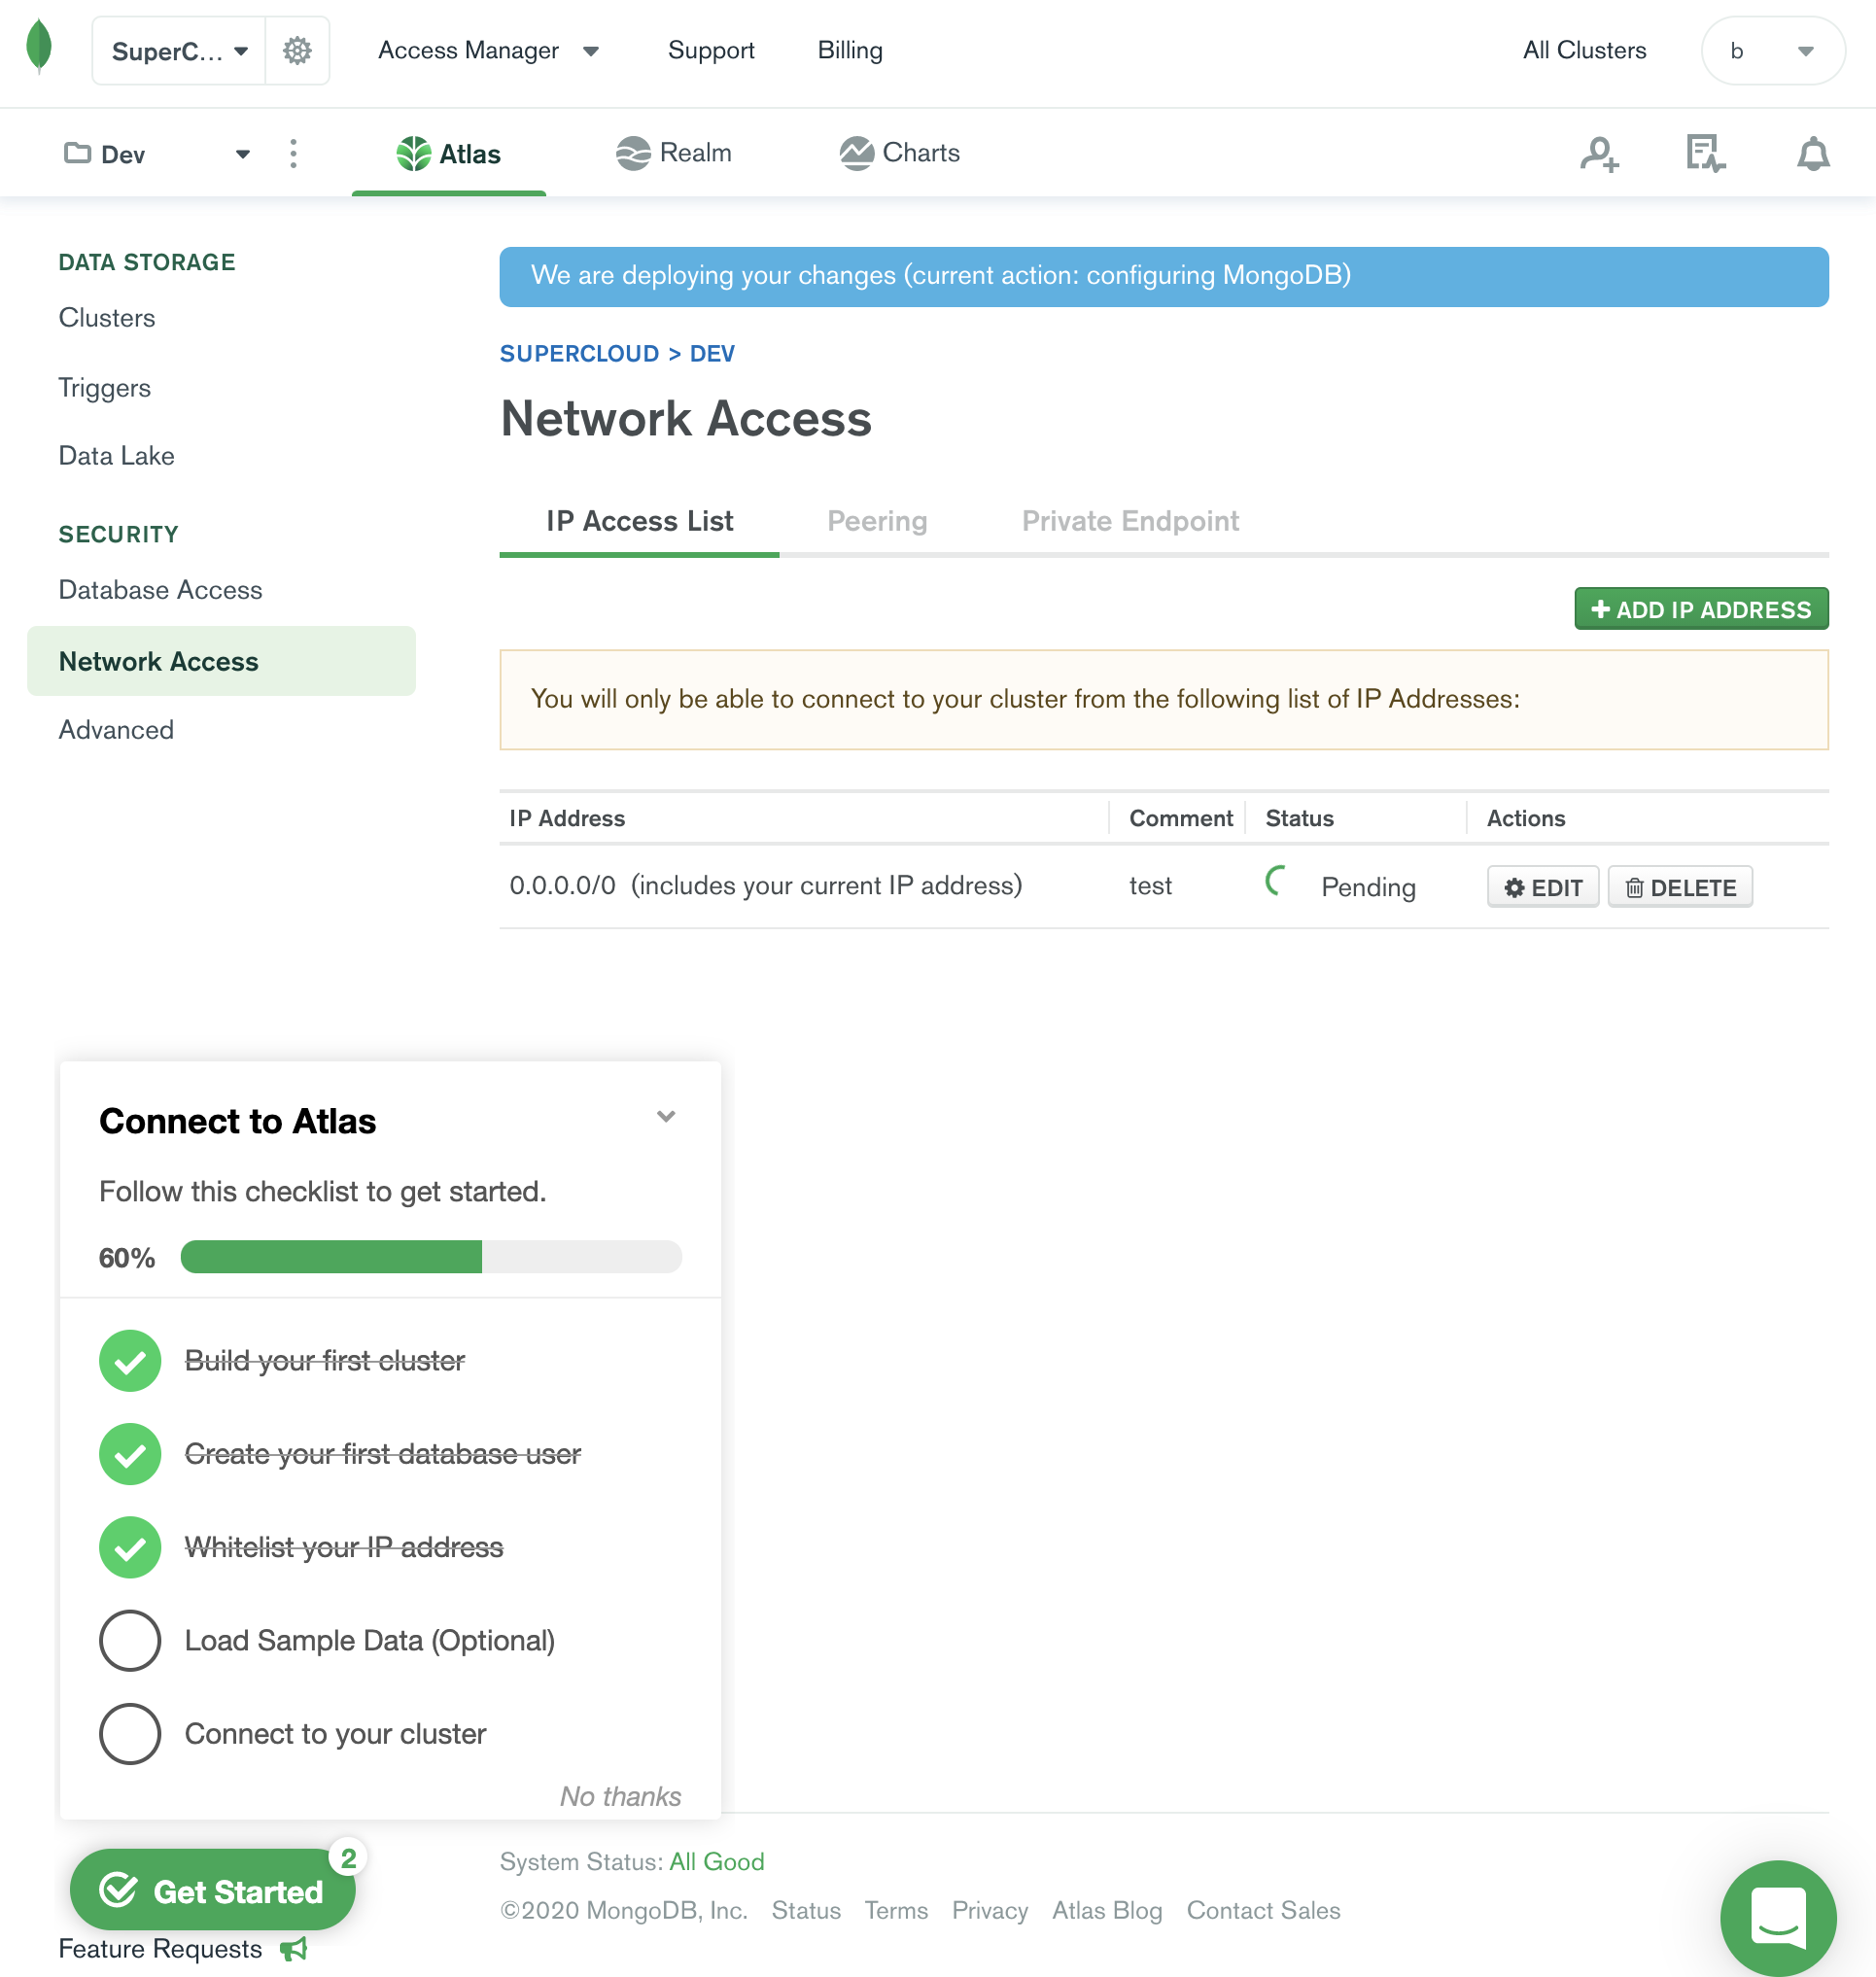 SuperC... Access Manager Support Billing All Clusters b
Dev Atlas Realm Charts
DATA STORAGE
Clusters
Triggers
Data Lake
SECURITY
Database Access
Network Access
Advanced
We are deploying your changes (current action: configuring MongoDB)
SUPERCLOUD > DEV
Network Access
IP Access List Peering Private Endpoint
ADD IP ADDRESS
You will only be able to connect to your cluster from the following list of IP Addresses:
IP Address Comment Status Actions
0.0.0.0/0 (includes your current IP address) test Pending EDIT DELETE
Connect to Atlas
Follow this checklist to get started.
60%
Build your first cluster
Create your first database user
Whitelist your IP address
Load Sample Data (Optional)
Connect to your cluster
No thanks
Get Started 2
Feature Requests
System Status: All Good
©2020 MongoDB, Inc. Status Terms Privacy Atlas Blog Contact Sales